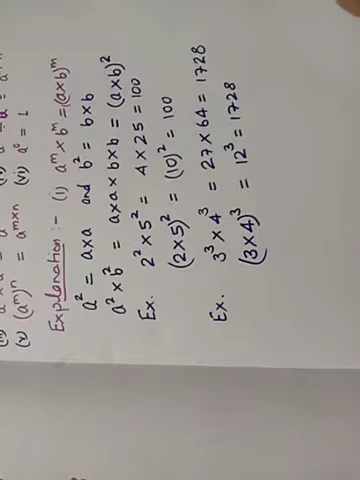 (v) (aᵐ)ⁿ = aᵐˣⁿ (vi) a⁰ = 1
Explanation :- (i) aᵐ × bᵐ = (a×b)ᵐ
a² = a×a and b² = b×b
a² × b² = a×a×b×b = (a×b)²
Ex. 2² × 5² = 4 × 25 = 100
(2×5)² = (10)² = 100
Ex. 3³ × 4³ = 27 × 64 = 1728
(3×4)³ = 12³ = 1728